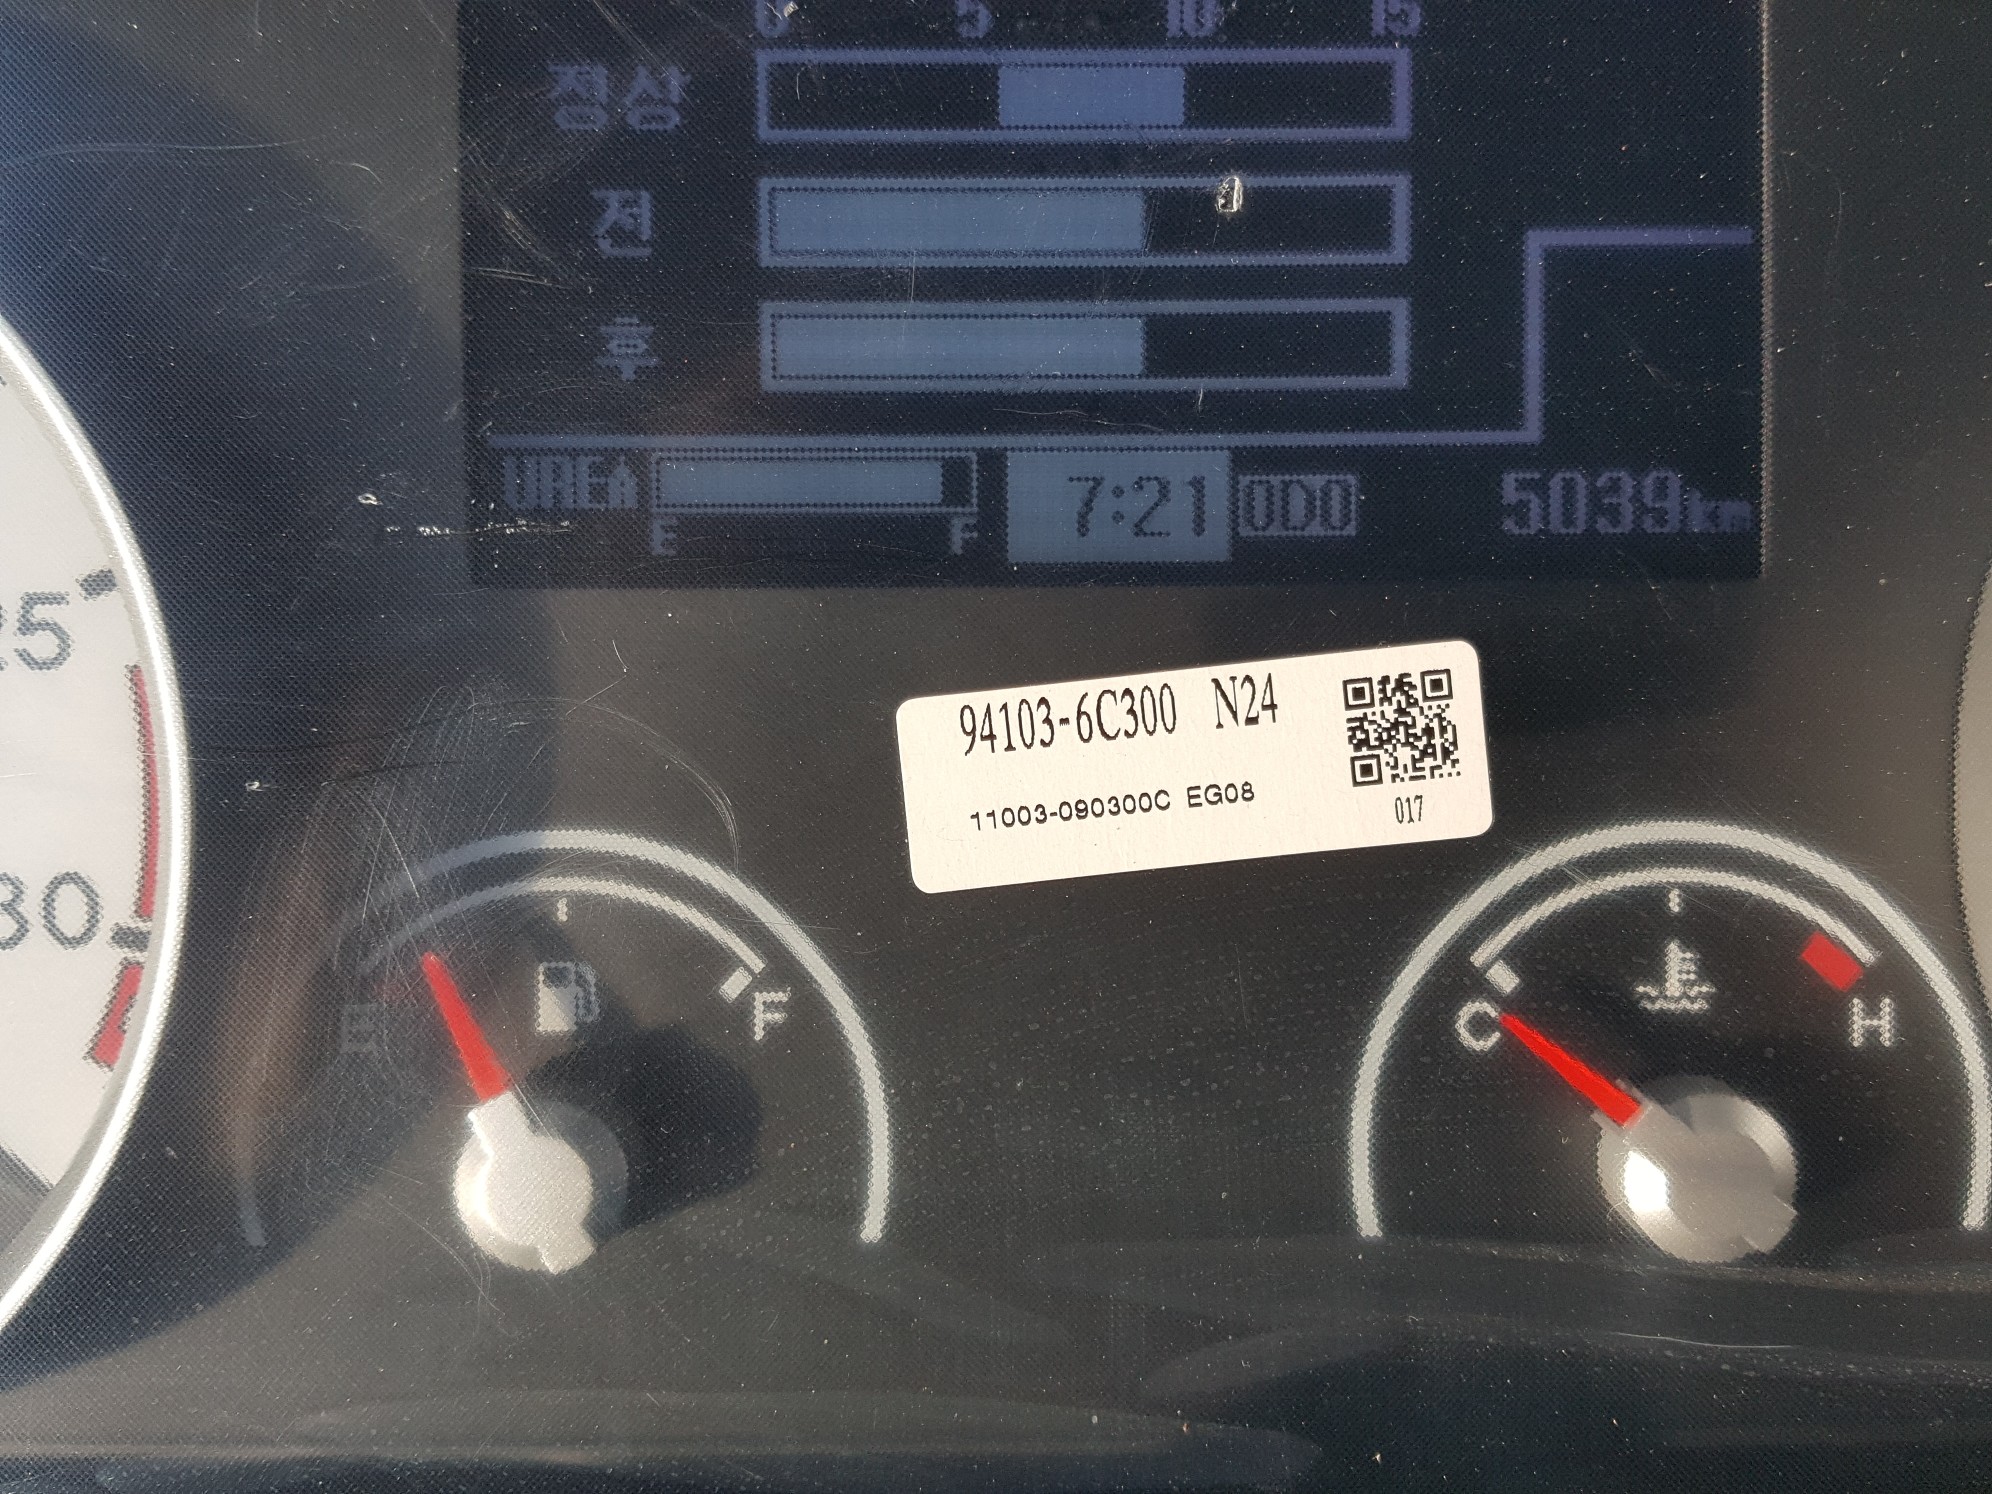 0 5 10 15
정상
전
후
UREA E F 7:21 ODO 5039km
25
94103-6C300 N24
11003-090300C EG08
017
30
E F
C H